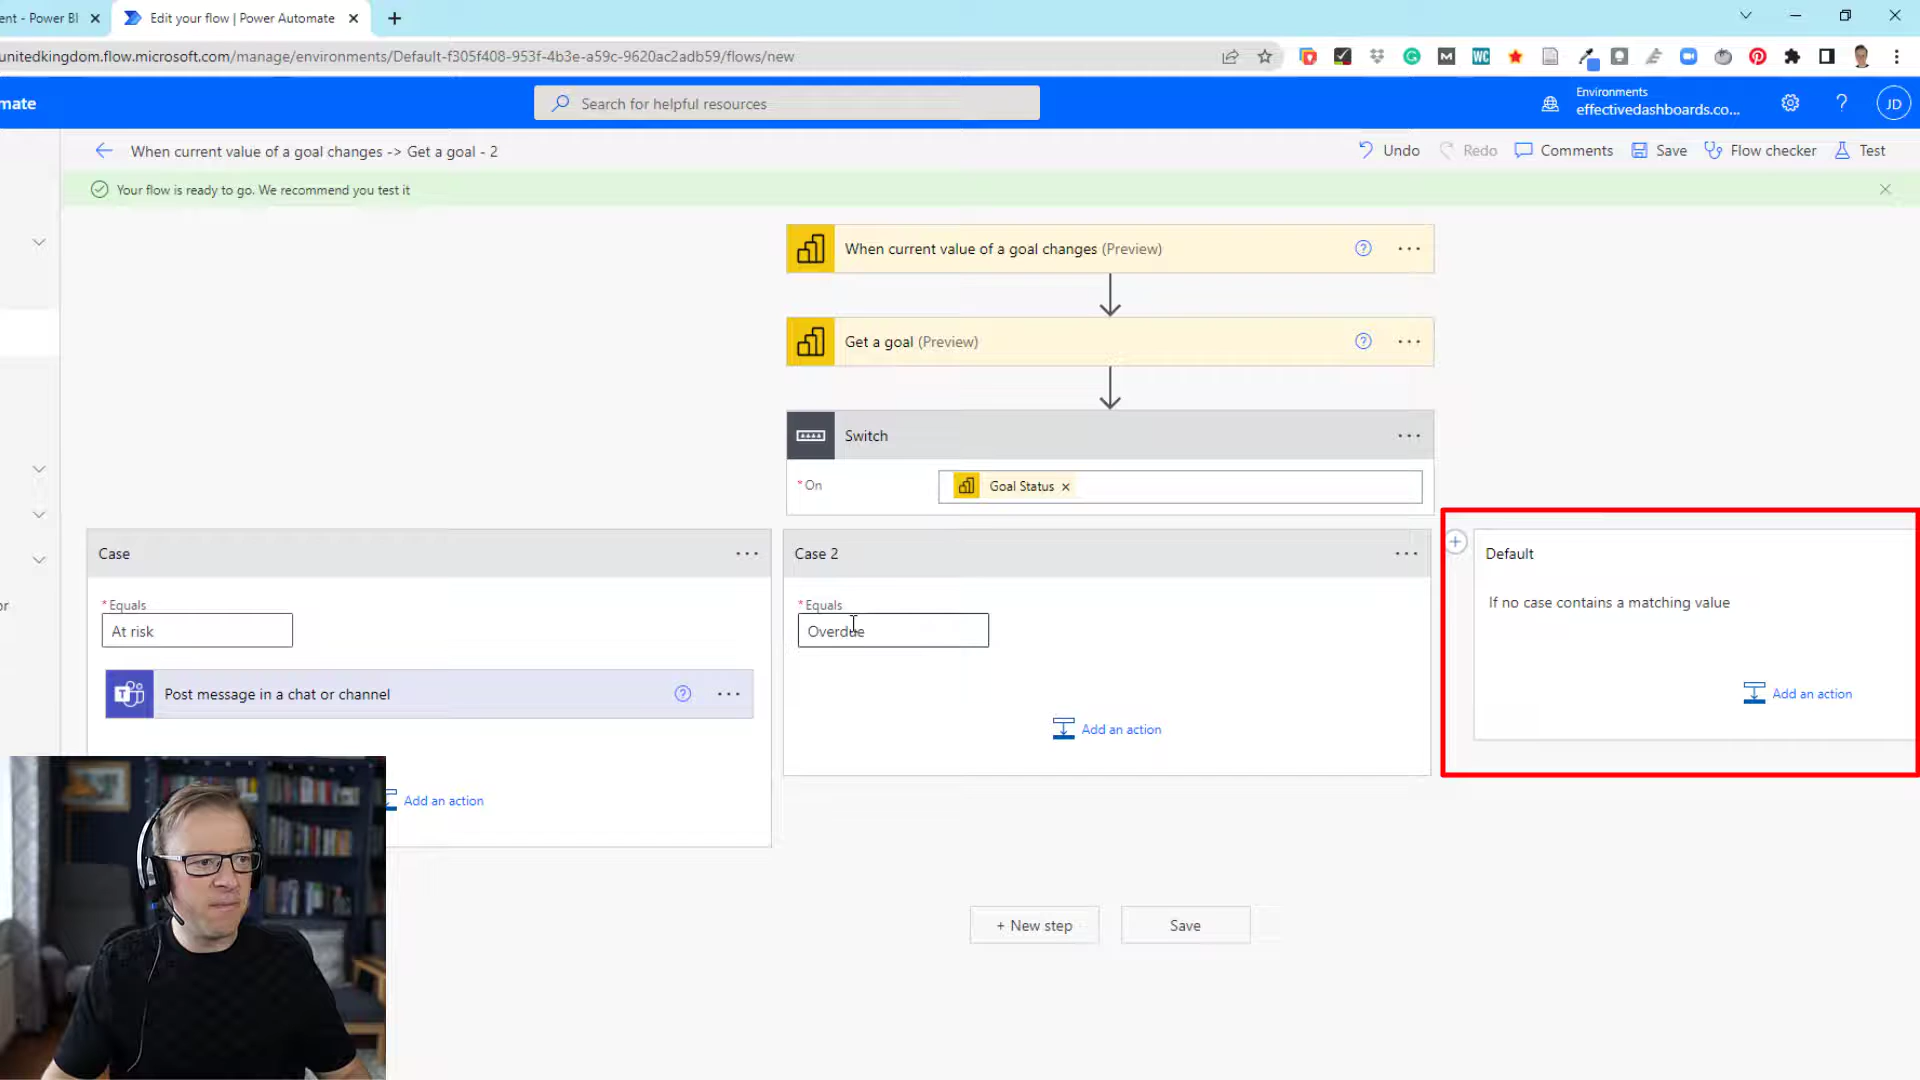 ent - Power BI
Edit your flow | Power Automate
unitedkingdom.flow.microsoft.com/manage/environments/Default-f305f408-953f-4b3e-a59c-9620ac2adb59/flows/new
mate
Search for helpful resources
Environments
effectivedashboards.co...
JD
When current value of a goal changes -> Get a goal - 2
Undo
Redo
Comments
Save
Flow checker
Test
Your flow is ready to go. We recommend you test it
When current value of a goal changes (Preview)
Get a goal (Preview)
Switch
* On
Goal Status
Case
* Equals
At risk
Post message in a chat or channel
Add an action
Case 2
* Equals
Overdue
Add an action
Default
If no case contains a matching value
Add an action
or
+ New step
Save